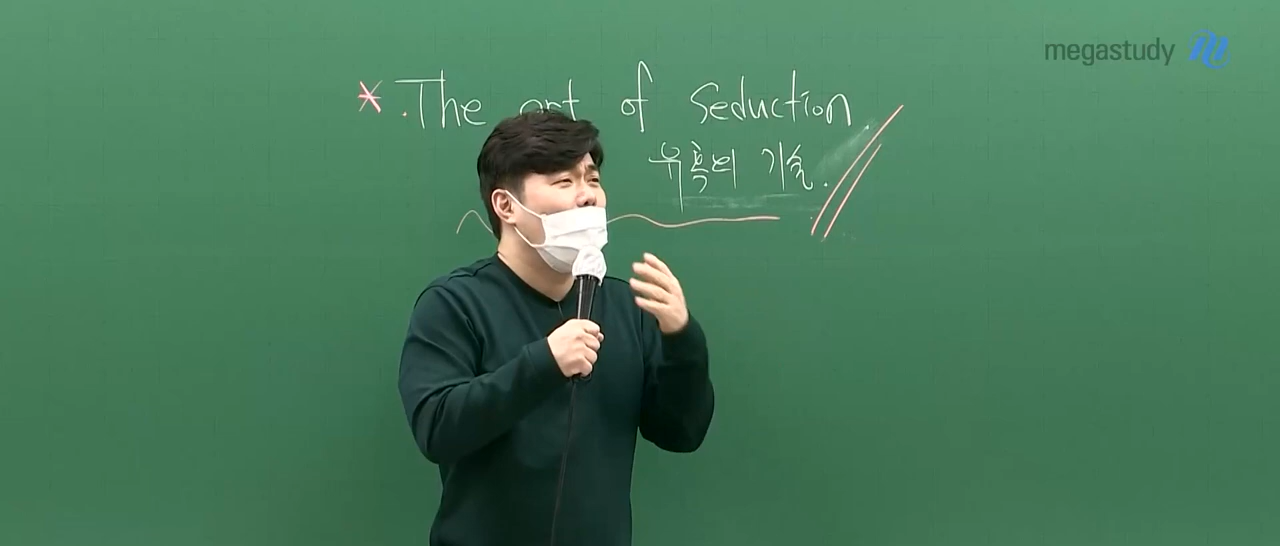 megastudy
* . The art of Seduction
유혹의 기술.